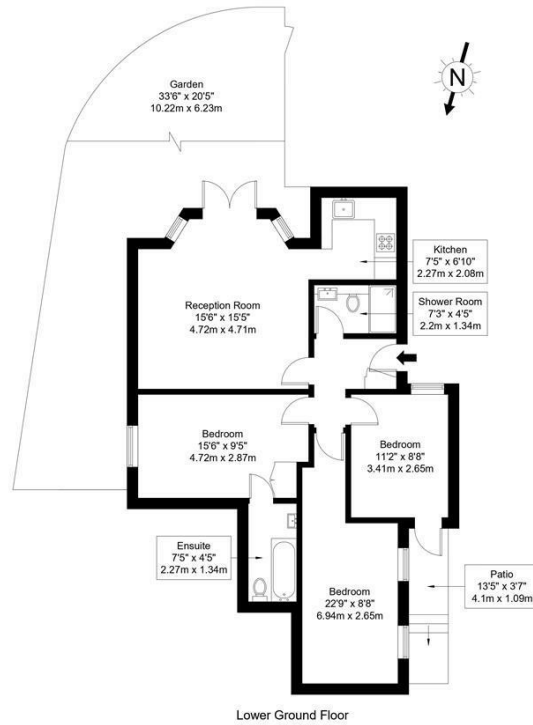 Garden
33'6" x 20'5"
10.22m x 6.23m
N
Kitchen
7'5" x 6'10"
2.27m x 2.08m
Shower Room
7'3" x 4'5"
2.2m x 1.34m
Reception Room
15'6" x 15'5"
4.72m x 4.71m
Bedroom
15'6" x 9'5"
4.72m x 2.87m
Bedroom
11'2" x 8'8"
3.41m x 2.65m
Ensuite
7'5" x 4'5"
2.27m x 1.34m
Bedroom
22'9" x 8'8"
6.94m x 2.65m
Patio
13'5" x 3'7"
4.1m x 1.09m
Lower Ground Floor